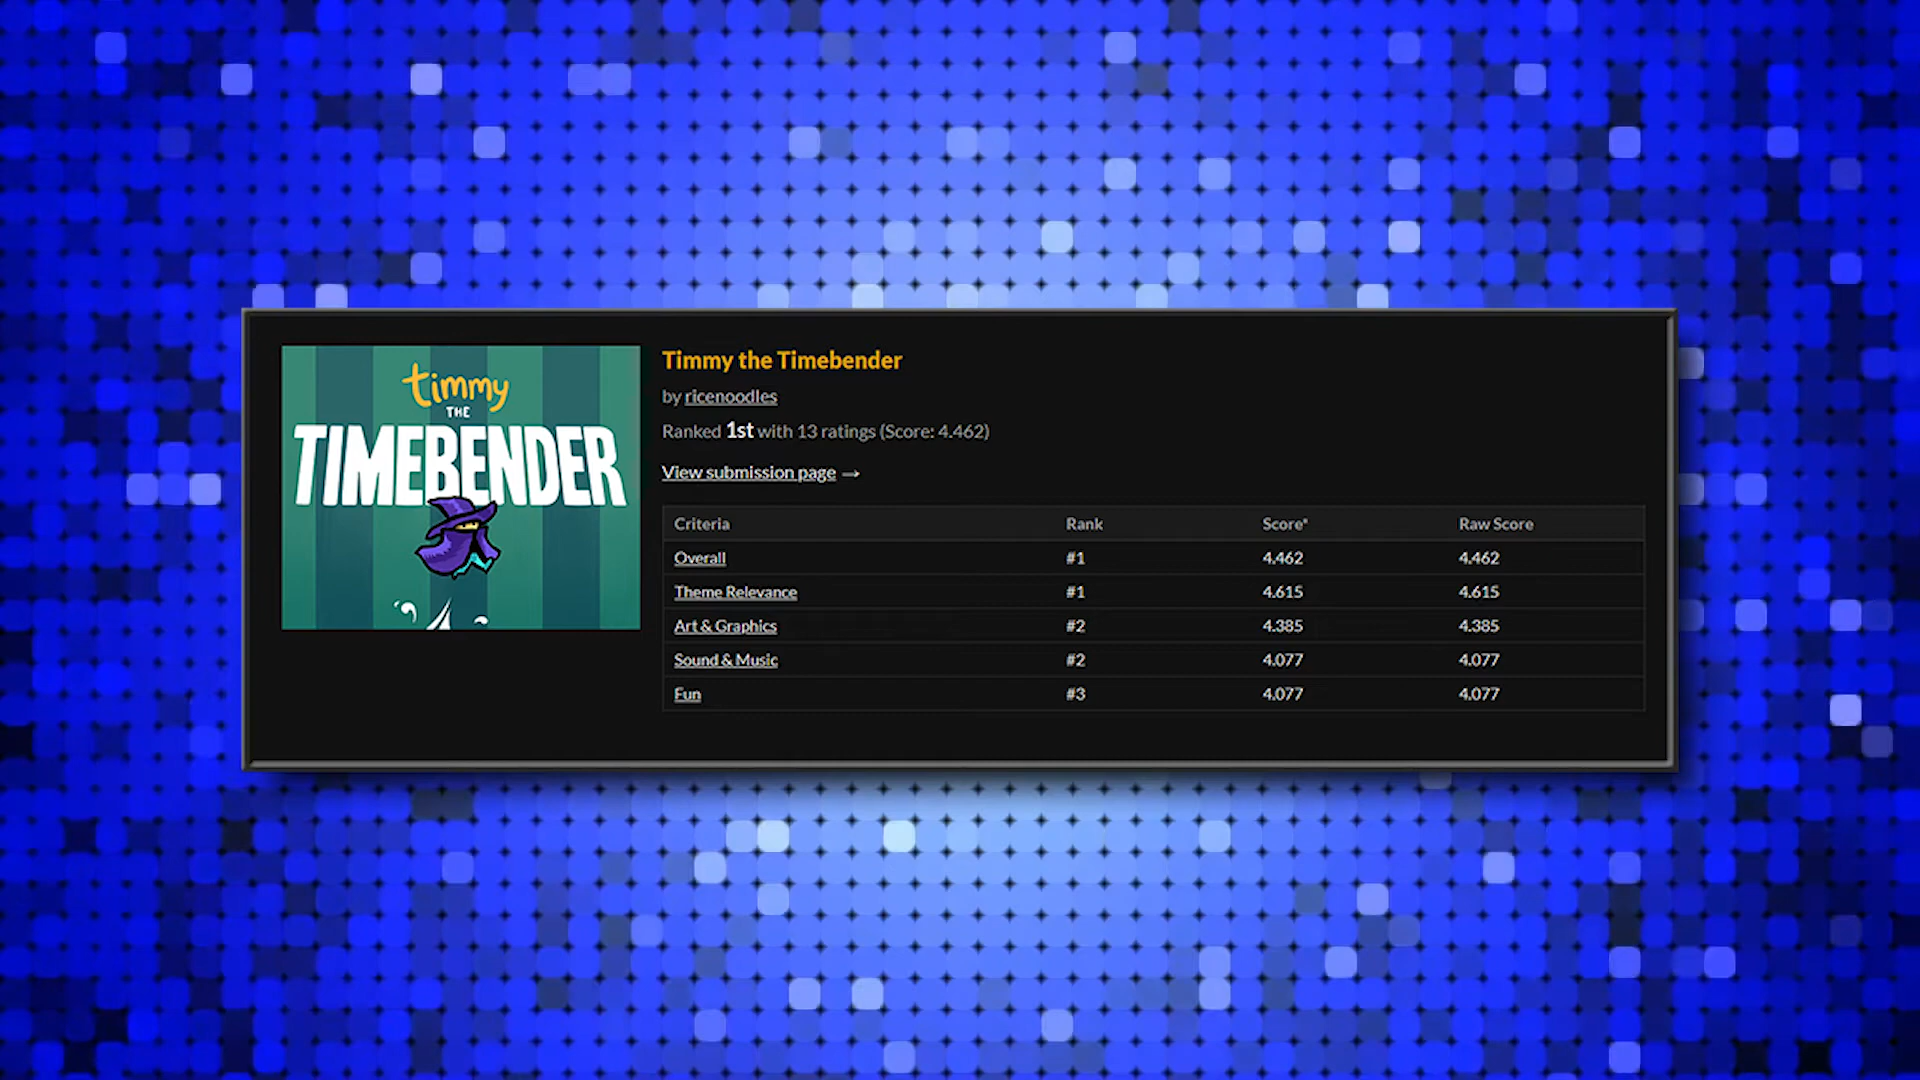 timmy
THE
TIMEBENDER
Timmy the Timebender
by ricenoodles
Ranked 1st with 13 ratings (Score: 4.462)
View submission page →
Criteria Rank Score* Raw Score
Overall #1 4.462 4.462
Theme Relevance #1 4.615 4.615
Art & Graphics #2 4.385 4.385
Sound & Music #2 4.077 4.077
Fun #3 4.077 4.077